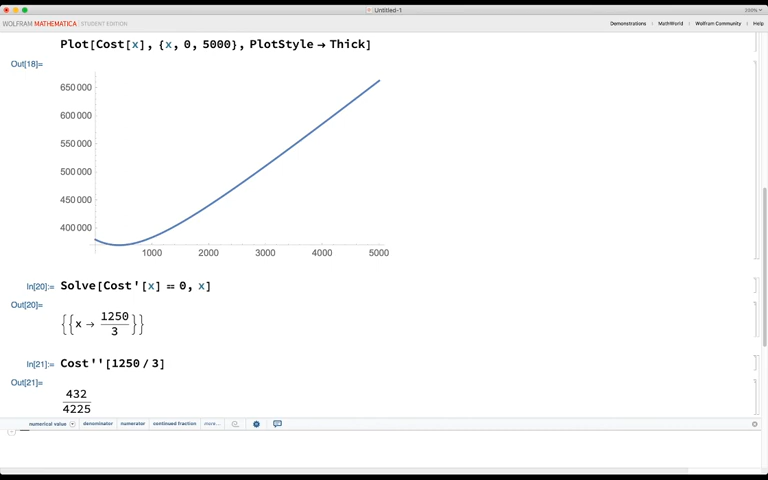 Untitled-1
200%
WOLFRAM MATHEMATICA | STUDENT EDITION
Demonstrations | MathWorld | Wolfram Community | Help
Plot[Cost[x], {x, 0, 5000}, PlotStyle → Thick]
Out[18]=
650 000
600 000
550 000
500 000
450 000
400 000
1000 2000 3000 4000 5000
In[20]:= Solve[Cost'[x] == 0, x]
Out[20]=
{{x → 1250/3}}
In[21]:= Cost''[1250 / 3]
Out[21]=
432
4225
numerical value denominator numerator continued fraction more...